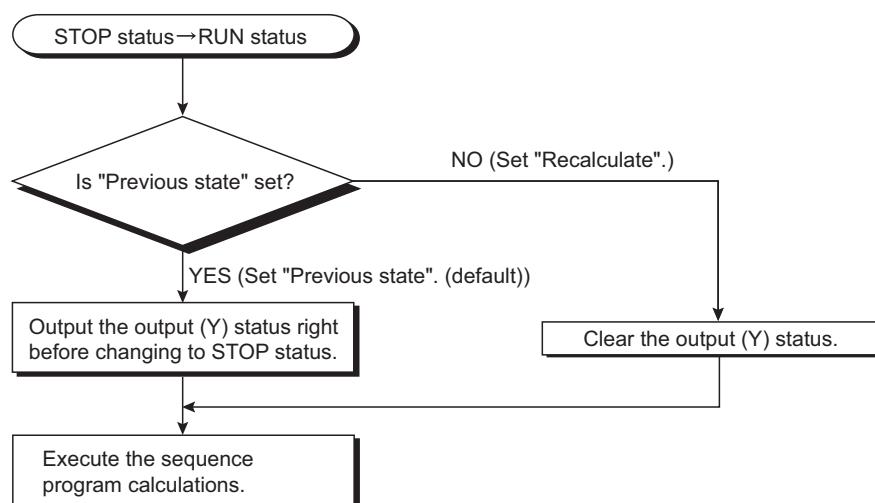 STOP status→RUN status
Is "Previous state" set?
NO (Set "Recalculate".)
YES (Set "Previous state". (default))
Output the output (Y) status right
before changing to STOP status.
Clear the output (Y) status.
Execute the sequence
program calculations.